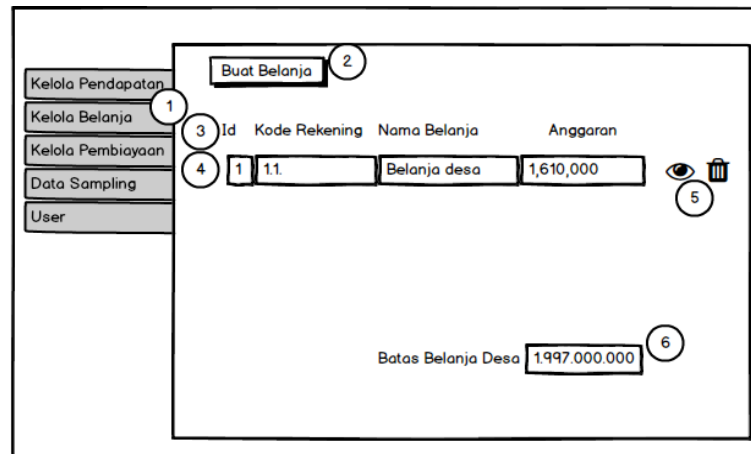 Buat Belanja 2
Kelola Pendapatan
Kelola Belanja 1
Kelola Pembiayaan
Data Sampling
User
3 Id Kode Rekening Nama Belanja Anggaran
4 1 1.1. Belanja desa 1,610,000
5
Batas Belanja Desa 1.997.000.000 6